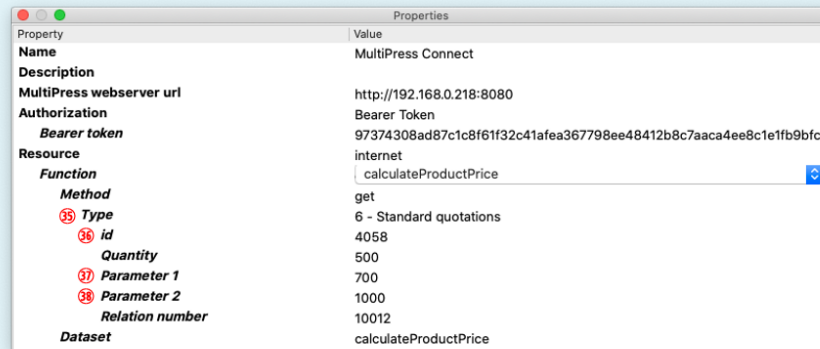 Properties
Property Value
Name MultiPress Connect
Description
MultiPress webserver url http://192.168.0.218:8080
Authorization Bearer Token
Bearer token 97374308ad87c1c8f61f32c41afea367798ee48412b8c7aaca4ee8c1e1fb9bfc
Resource internet
Function calculateProductPrice
Method get
㉟ Type 6 - Standard quotations
㊱ id 4058
Quantity 500
㊲ Parameter 1 700
㊳ Parameter 2 1000
Relation number 10012
Dataset calculateProductPrice